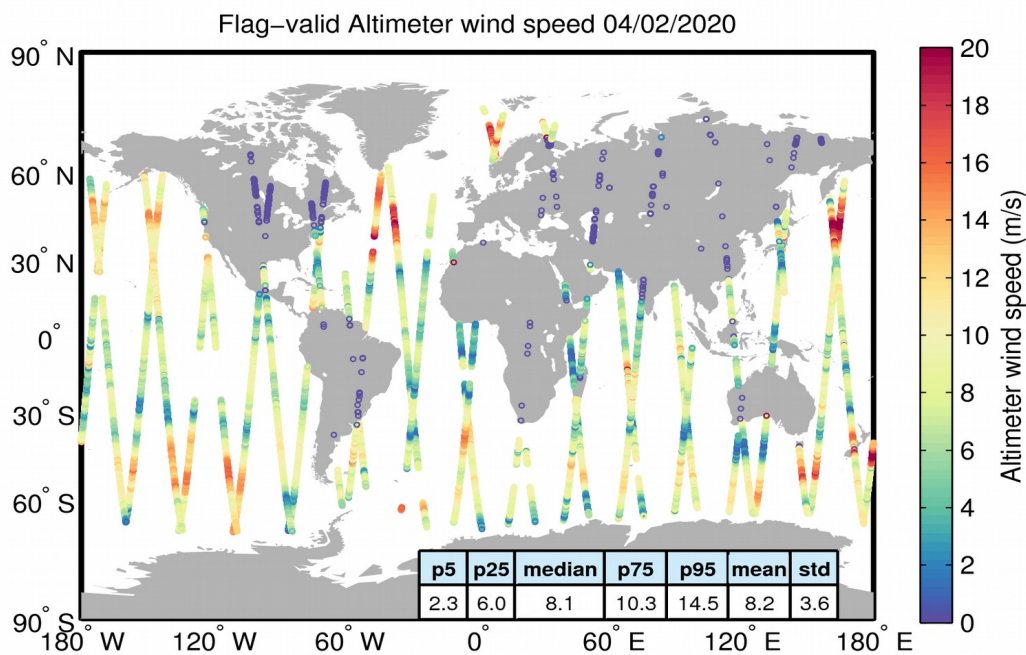 Flag−valid Altimeter wind speed 04/02/2020
90° N
60° N
30° N
0°
30° S
60° S
90° S
180° W
120° W
60° W
0°
60° E
120° E
180° E
p5 p25 median p75 p95 mean std
2.3 6.0 8.1 10.3 14.5 8.2 3.6
20
18
16
14
12
10
8
6
4
2
0
Altimeter wind speed (m/s)